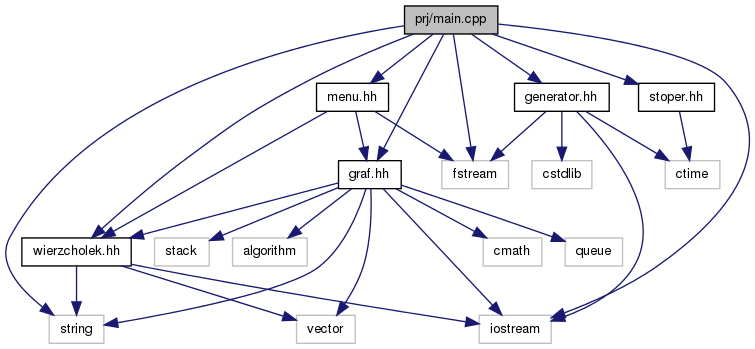 prj/main.cpp
menu.hh
generator.hh
stoper.hh
graf.hh
fstream
cstdlib
ctime
wierzcholek.hh
stack
algorithm
cmath
queue
string
vector
iostream